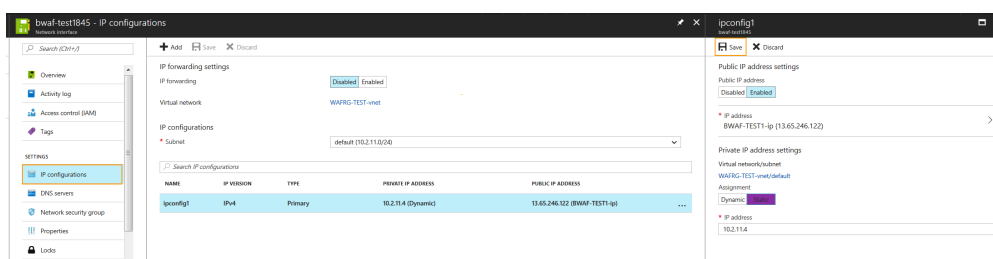 bwaf-test1845 - IP configurations
Network interface
Search (Ctrl+/)
Overview
Activity log
Access control (IAM)
Tags
SETTINGS
IP configurations
DNS servers
Network security group
Properties
Locks
Add Save Discard
IP forwarding settings
IP forwarding Disabled Enabled
Virtual network WAFRG-TEST-vnet
IP configurations
* Subnet default (10.2.11.0/24)
Search IP configurations
NAME IP VERSION TYPE PRIVATE IP ADDRESS PUBLIC IP ADDRESS
ipconfig1 IPv4 Primary 10.2.11.4 (Dynamic) 13.65.246.122 (BWAF-TEST1-ip) ...
ipconfig1
bwaf-test1845
Save Discard
Public IP address settings
Public IP address
Disabled Enabled
* IP address
BWAF-TEST1-ip (13.65.246.122)
Private IP address settings
Virtual network/subnet
WAFRG-TEST-vnet/default
Assignment
Dynamic Static
* IP address
10.2.11.4